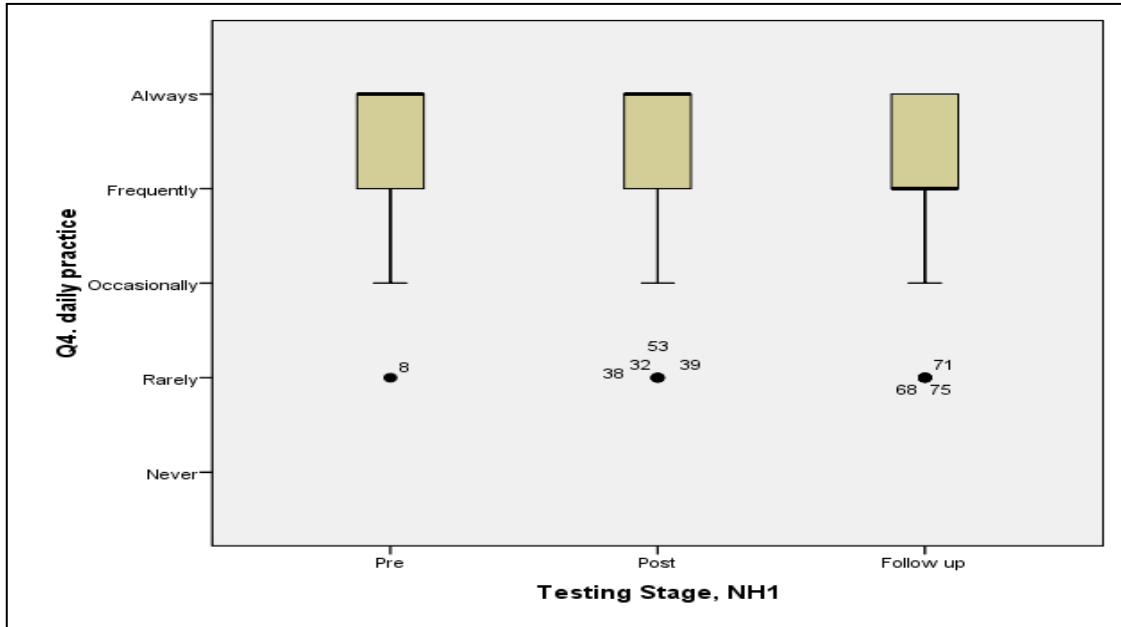 Q4. daily practice
Always
Frequently
Occasionally
Rarely
Never
8
53
38 32 39
71
68 75
Pre Post Follow up
Testing Stage, NH1